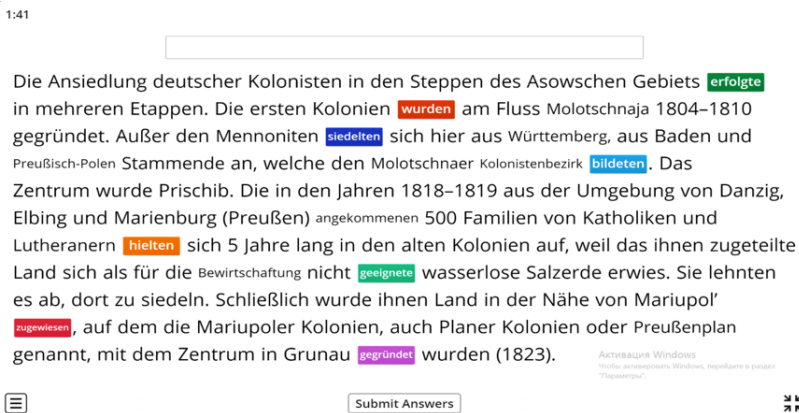 1:41
Die Ansiedlung deutscher Kolonisten in den Steppen des Asowschen Gebiets erfolgte
in mehreren Etappen. Die ersten Kolonien wurden am Fluss Molotschnaja 1804–1810
gegründet. Außer den Mennoniten siedelten sich hier aus Württemberg, aus Baden und
Preußisch-Polen Stammende an, welche den Molotschnaer Kolonistenbezirk bildeten. Das
Zentrum wurde Prischib. Die in den Jahren 1818–1819 aus der Umgebung von Danzig,
Elbing und Marienburg (Preußen) angekommenen 500 Familien von Katholiken und
Lutheranern hielten sich 5 Jahre lang in den alten Kolonien auf, weil das ihnen zugeteilte
Land sich als für die Bewirtschaftung nicht geeignete wasserlose Salzerde erwies. Sie lehnten
es ab, dort zu siedeln. Schließlich wurde ihnen Land in der Nähe von Mariupol’
zugewiesen, auf dem die Mariupoler Kolonien, auch Planer Kolonien oder Preußenplan
genannt, mit dem Zentrum in Grunau gegründet wurden (1823).
Активация Windows
Чтобы активировать Windows, перейдите в раздел
"Параметры".
Submit Answers